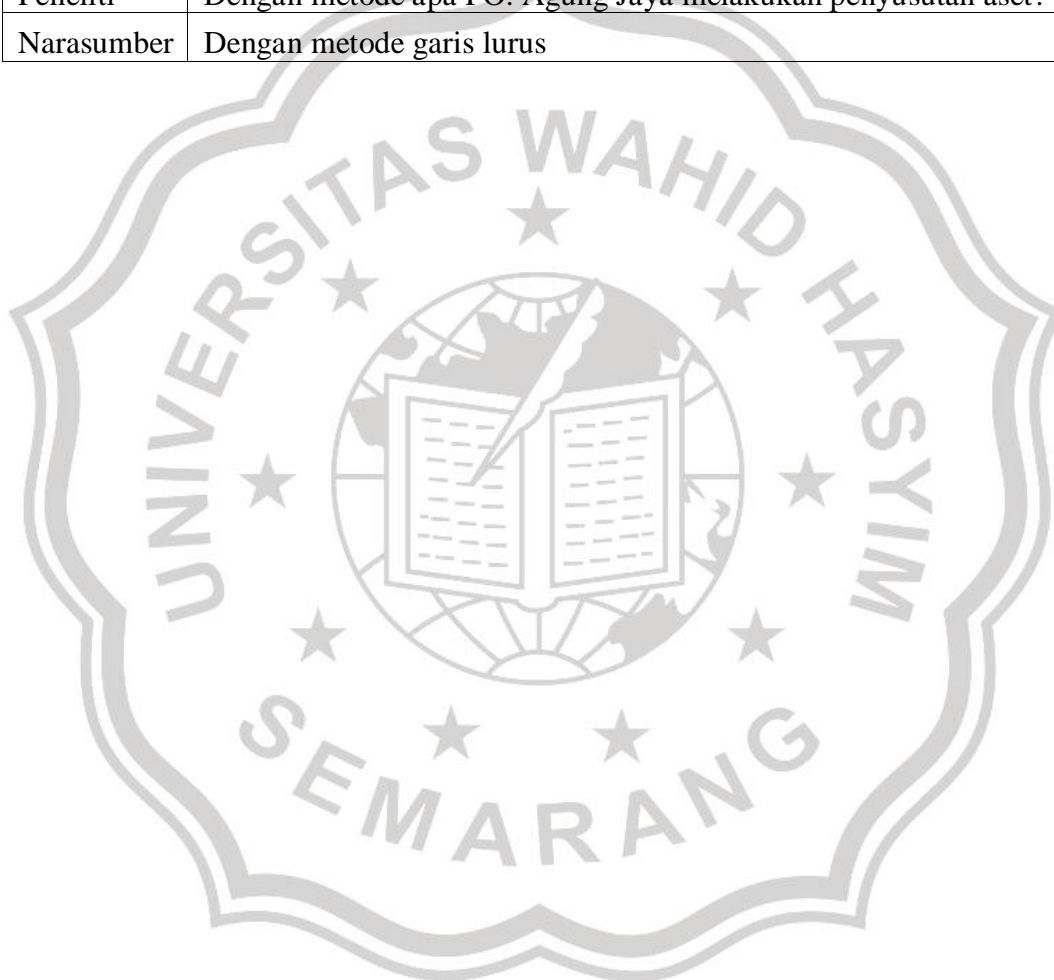 Peneliti Dengan metode apa PO. Agung Jaya melakukan penyusutan aset?
Narasumber Dengan metode garis lurus
UNIVERSITAS WAHID HASYIM
SEMARANG